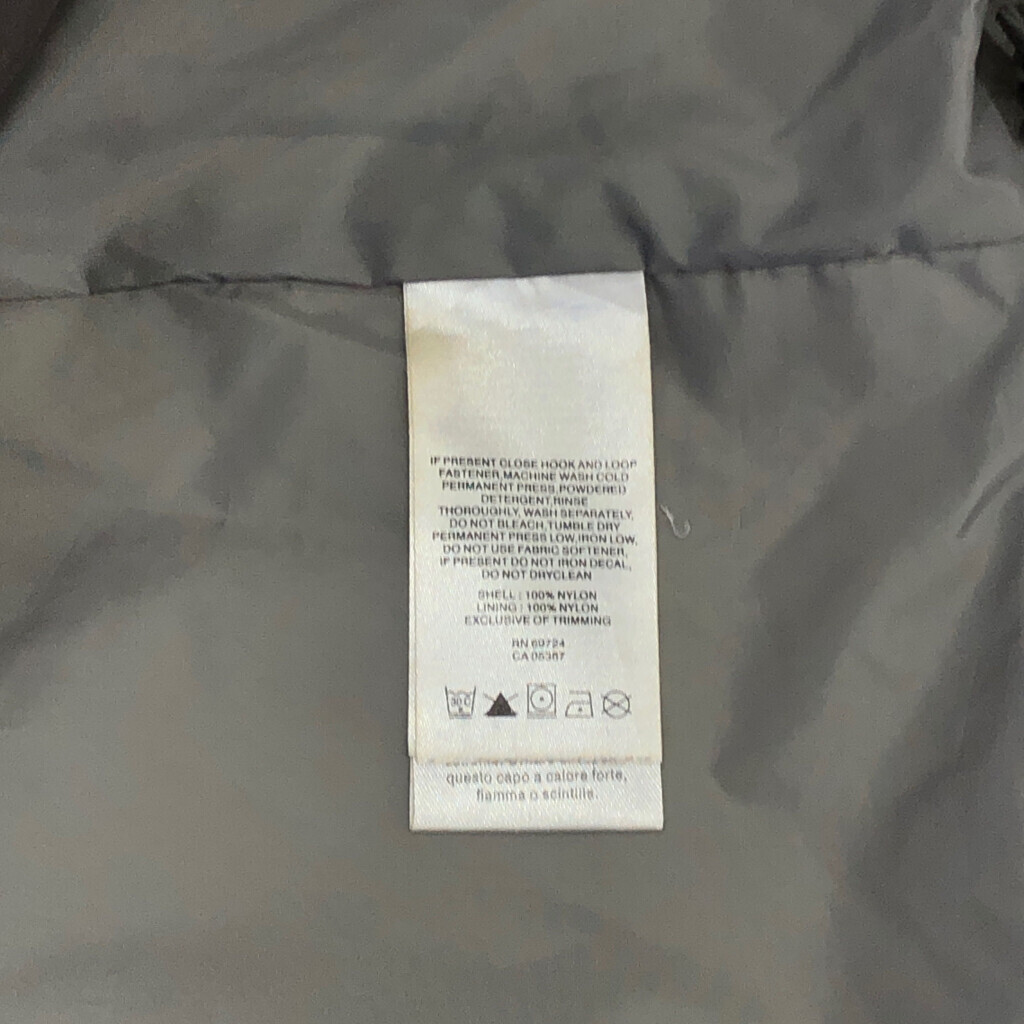 IF PRESENT CLOSE HOOK AND LOOP
FASTENER,MACHINE WASH COLD
PERMANENT PRESS,POWDERED
DETERGENT,RINSE
THOROUGHLY, WASH SEPARATELY,
DO NOT BLEACH,TUMBLE DRY
PERMANENT PRESS LOW,IRON LOW,
DO NOT USE FABRIC SOFTENER,
IF PRESENT DO NOT IRON DECAL,
DO NOT DRYCLEAN
SHELL : 100% NYLON
LINING : 100% NYLON
EXCLUSIVE OF TRIMMING
RN 60724
CA 05367
30 C
questo capo a calore forte,
fiamma o scintille.